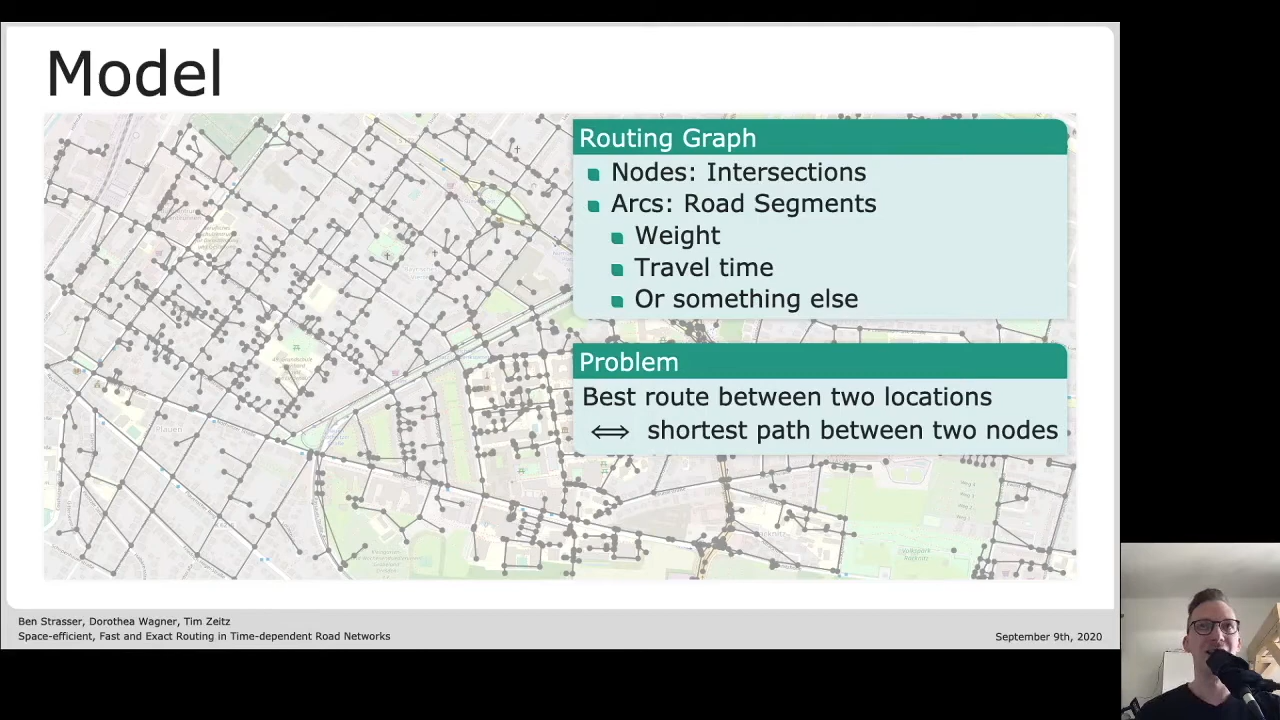 Model
Routing Graph
Nodes: Intersections
Arcs: Road Segments
Weight
Travel time
Or something else
Problem
Best route between two locations
⟺ shortest path between two nodes
Plauen
Ben Strasser, Dorothea Wagner, Tim Zeitz
Space-efficient, Fast and Exact Routing in Time-dependent Road Networks
September 9th, 2020